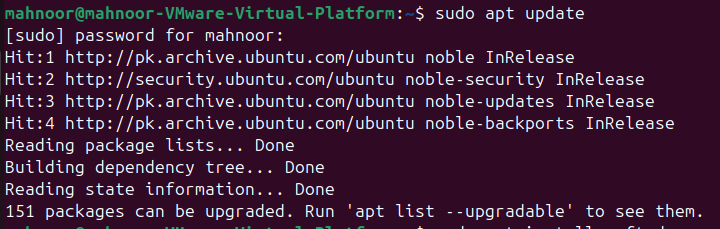 mahnoor@mahnoor-VMware-Virtual-Platform:~$ sudo apt update
[sudo] password for mahnoor:
Hit:1 http://pk.archive.ubuntu.com/ubuntu noble InRelease
Hit:2 http://security.ubuntu.com/ubuntu noble-security InRelease
Hit:3 http://pk.archive.ubuntu.com/ubuntu noble-updates InRelease
Hit:4 http://pk.archive.ubuntu.com/ubuntu noble-backports InRelease
Reading package lists... Done
Building dependency tree... Done
Reading state information... Done
151 packages can be upgraded. Run 'apt list --upgradable' to see them.